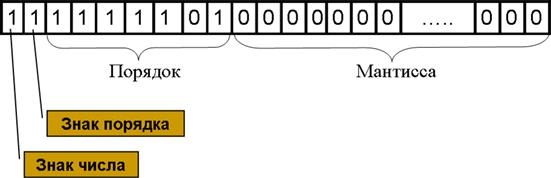 1 1 1 1 1 1 1 0 1 0 0 0 0 0 0 0 ..... 0 0 0
Порядок Мантисса
Знак порядка
Знак числа